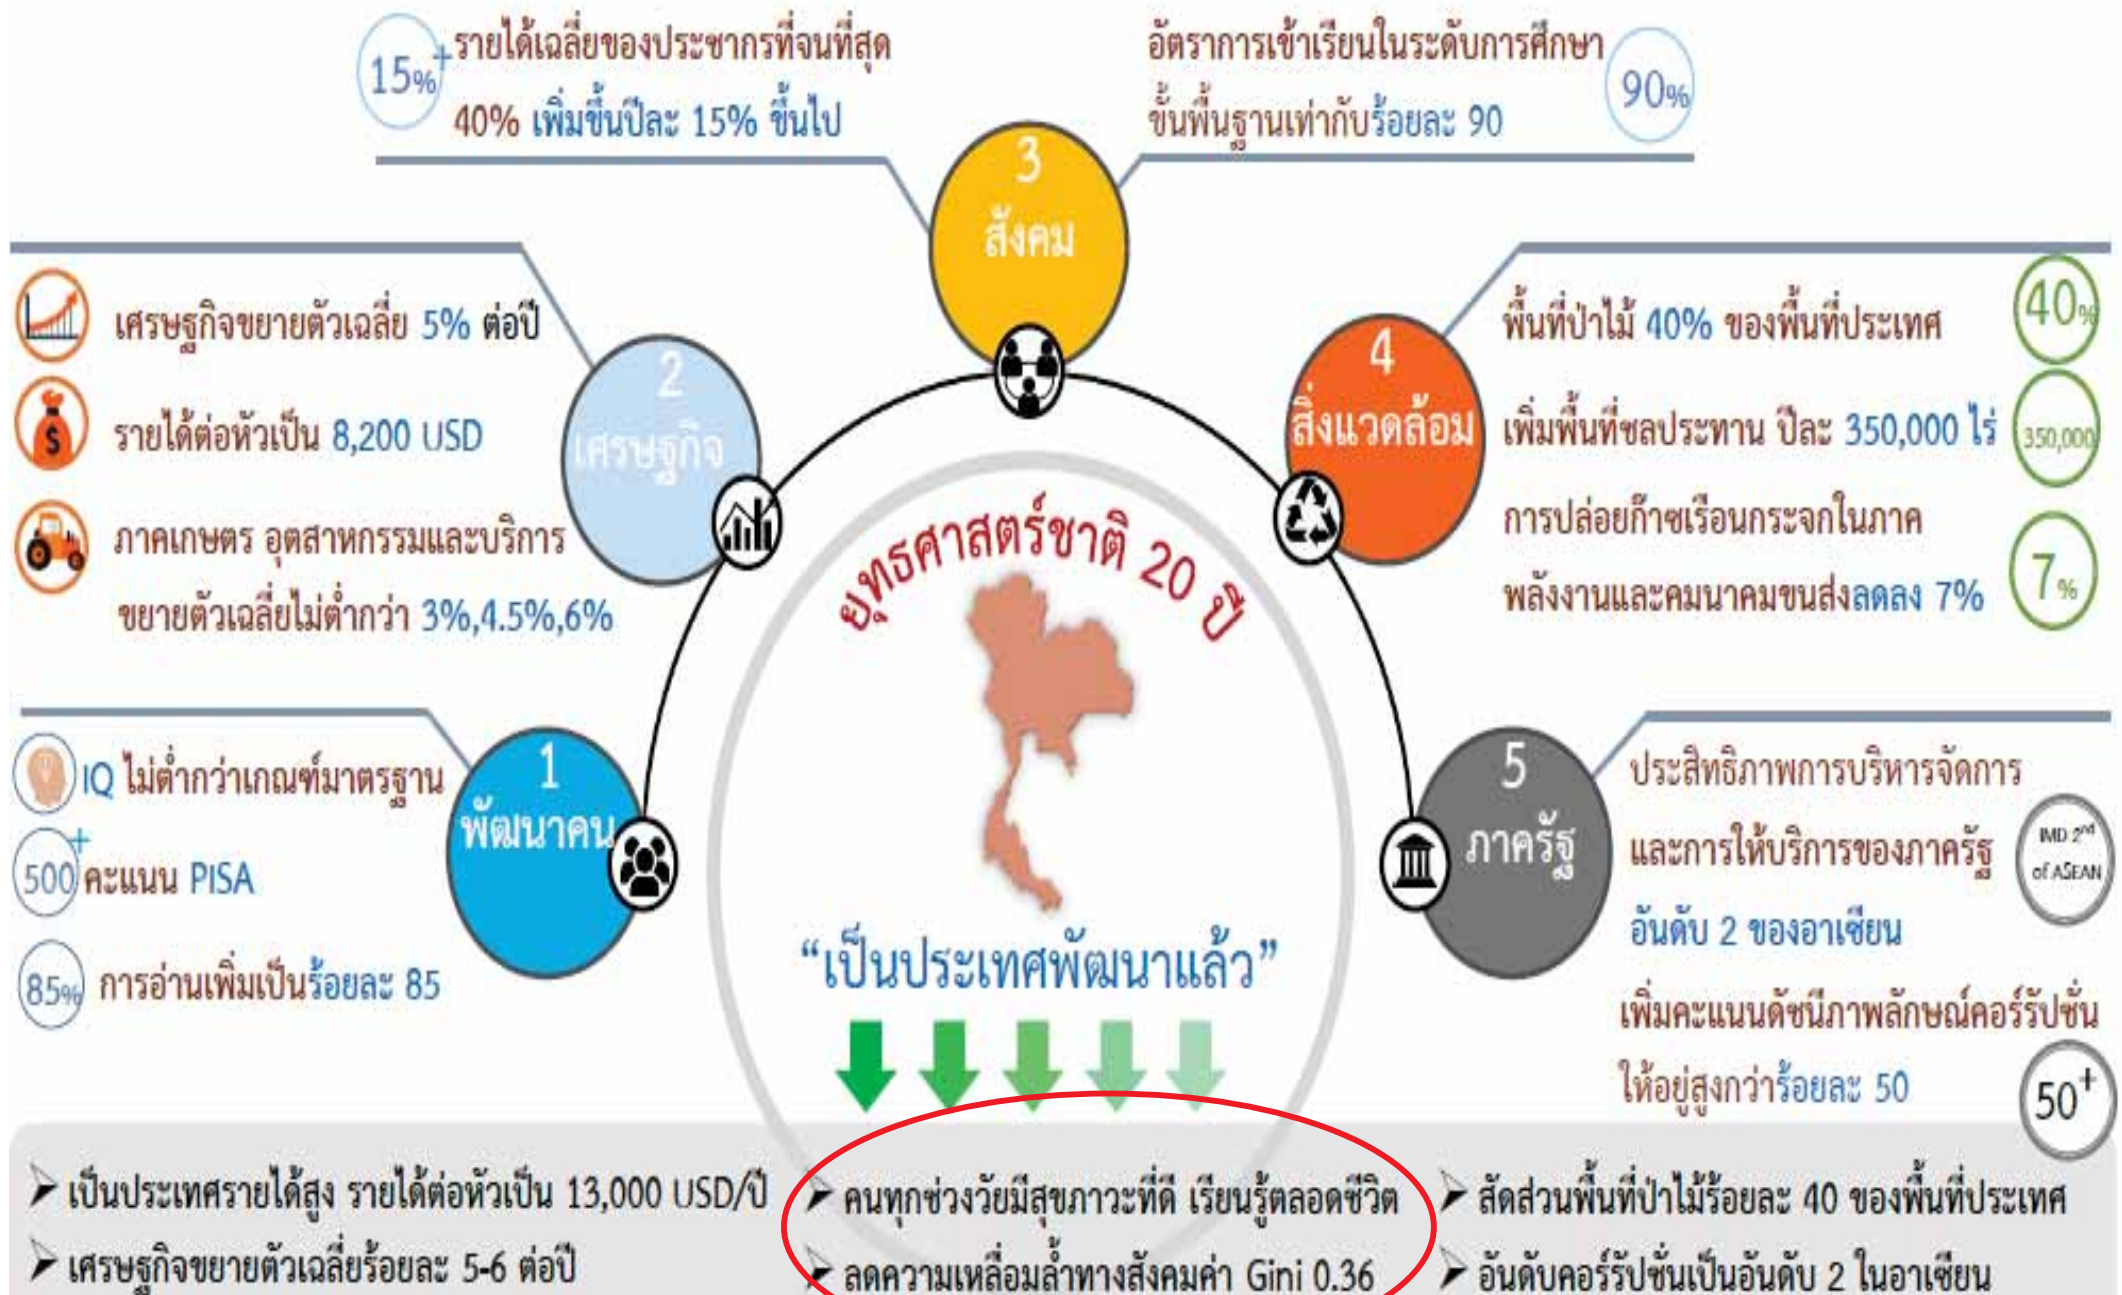 15%+
รายได้เฉลี่ยของประชากรที่จนที่สุด
40% เพิ่มขึ้นปีละ 15% ขึ้นไป
อัตราการเข้าเรียนในระดับการศึกษา
ขั้นพื้นฐานเท่ากับร้อยละ 90
90%
3
สังคม
เศรษฐกิจขยายตัวเฉลี่ย 5% ต่อปี
รายได้ต่อหัวเป็น 8,200 USD
ภาคเกษตร อุตสาหกรรมและบริการ
ขยายตัวเฉลี่ยไม่ต่ำกว่า 3%,4.5%,6%
2
เศรษฐกิจ
4
สิ่งแวดล้อม
พื้นที่ป่าไม้ 40% ของพื้นที่ประเทศ
40%
เพิ่มพื้นที่ชลประทาน ปีละ 350,000 ไร่
350,000
การปล่อยก๊าซเรือนกระจกในภาค
พลังงานและคมนาคมขนส่งลดลง 7%
7%
ยุทธศาสตร์ชาติ 20 ปี
"เป็นประเทศพัฒนาแล้ว"
IQ ไม่ต่ำกว่าเกณฑ์มาตรฐาน
500+ คะแนน PISA
85% การอ่านเพิ่มเป็นร้อยละ 85
1
พัฒนาคน
5
ภาครัฐ
ประสิทธิภาพการบริหารจัดการ
และการให้บริการของภาครัฐ
อันดับ 2 ของอาเซียน
IMD 2nd
of ASEAN
เพิ่มคะแนนดัชนีภาพลักษณ์คอร์รัปชั่น
ให้อยู่สูงกว่าร้อยละ 50
50+
➢ เป็นประเทศรายได้สูง รายได้ต่อหัวเป็น 13,000 USD/ปี
➢ เศรษฐกิจขยายตัวเฉลี่ยร้อยละ 5-6 ต่อปี
➢ คนทุกช่วงวัยมีสุขภาวะที่ดี เรียนรู้ตลอดชีวิต
➢ ลดความเหลื่อมล้ำทางสังคมค่า Gini 0.36
➢ สัดส่วนพื้นที่ป่าไม้ร้อยละ 40 ของพื้นที่ประเทศ
➢ อันดับคอร์รัปชั่นเป็นอันดับ 2 ในอาเซียน